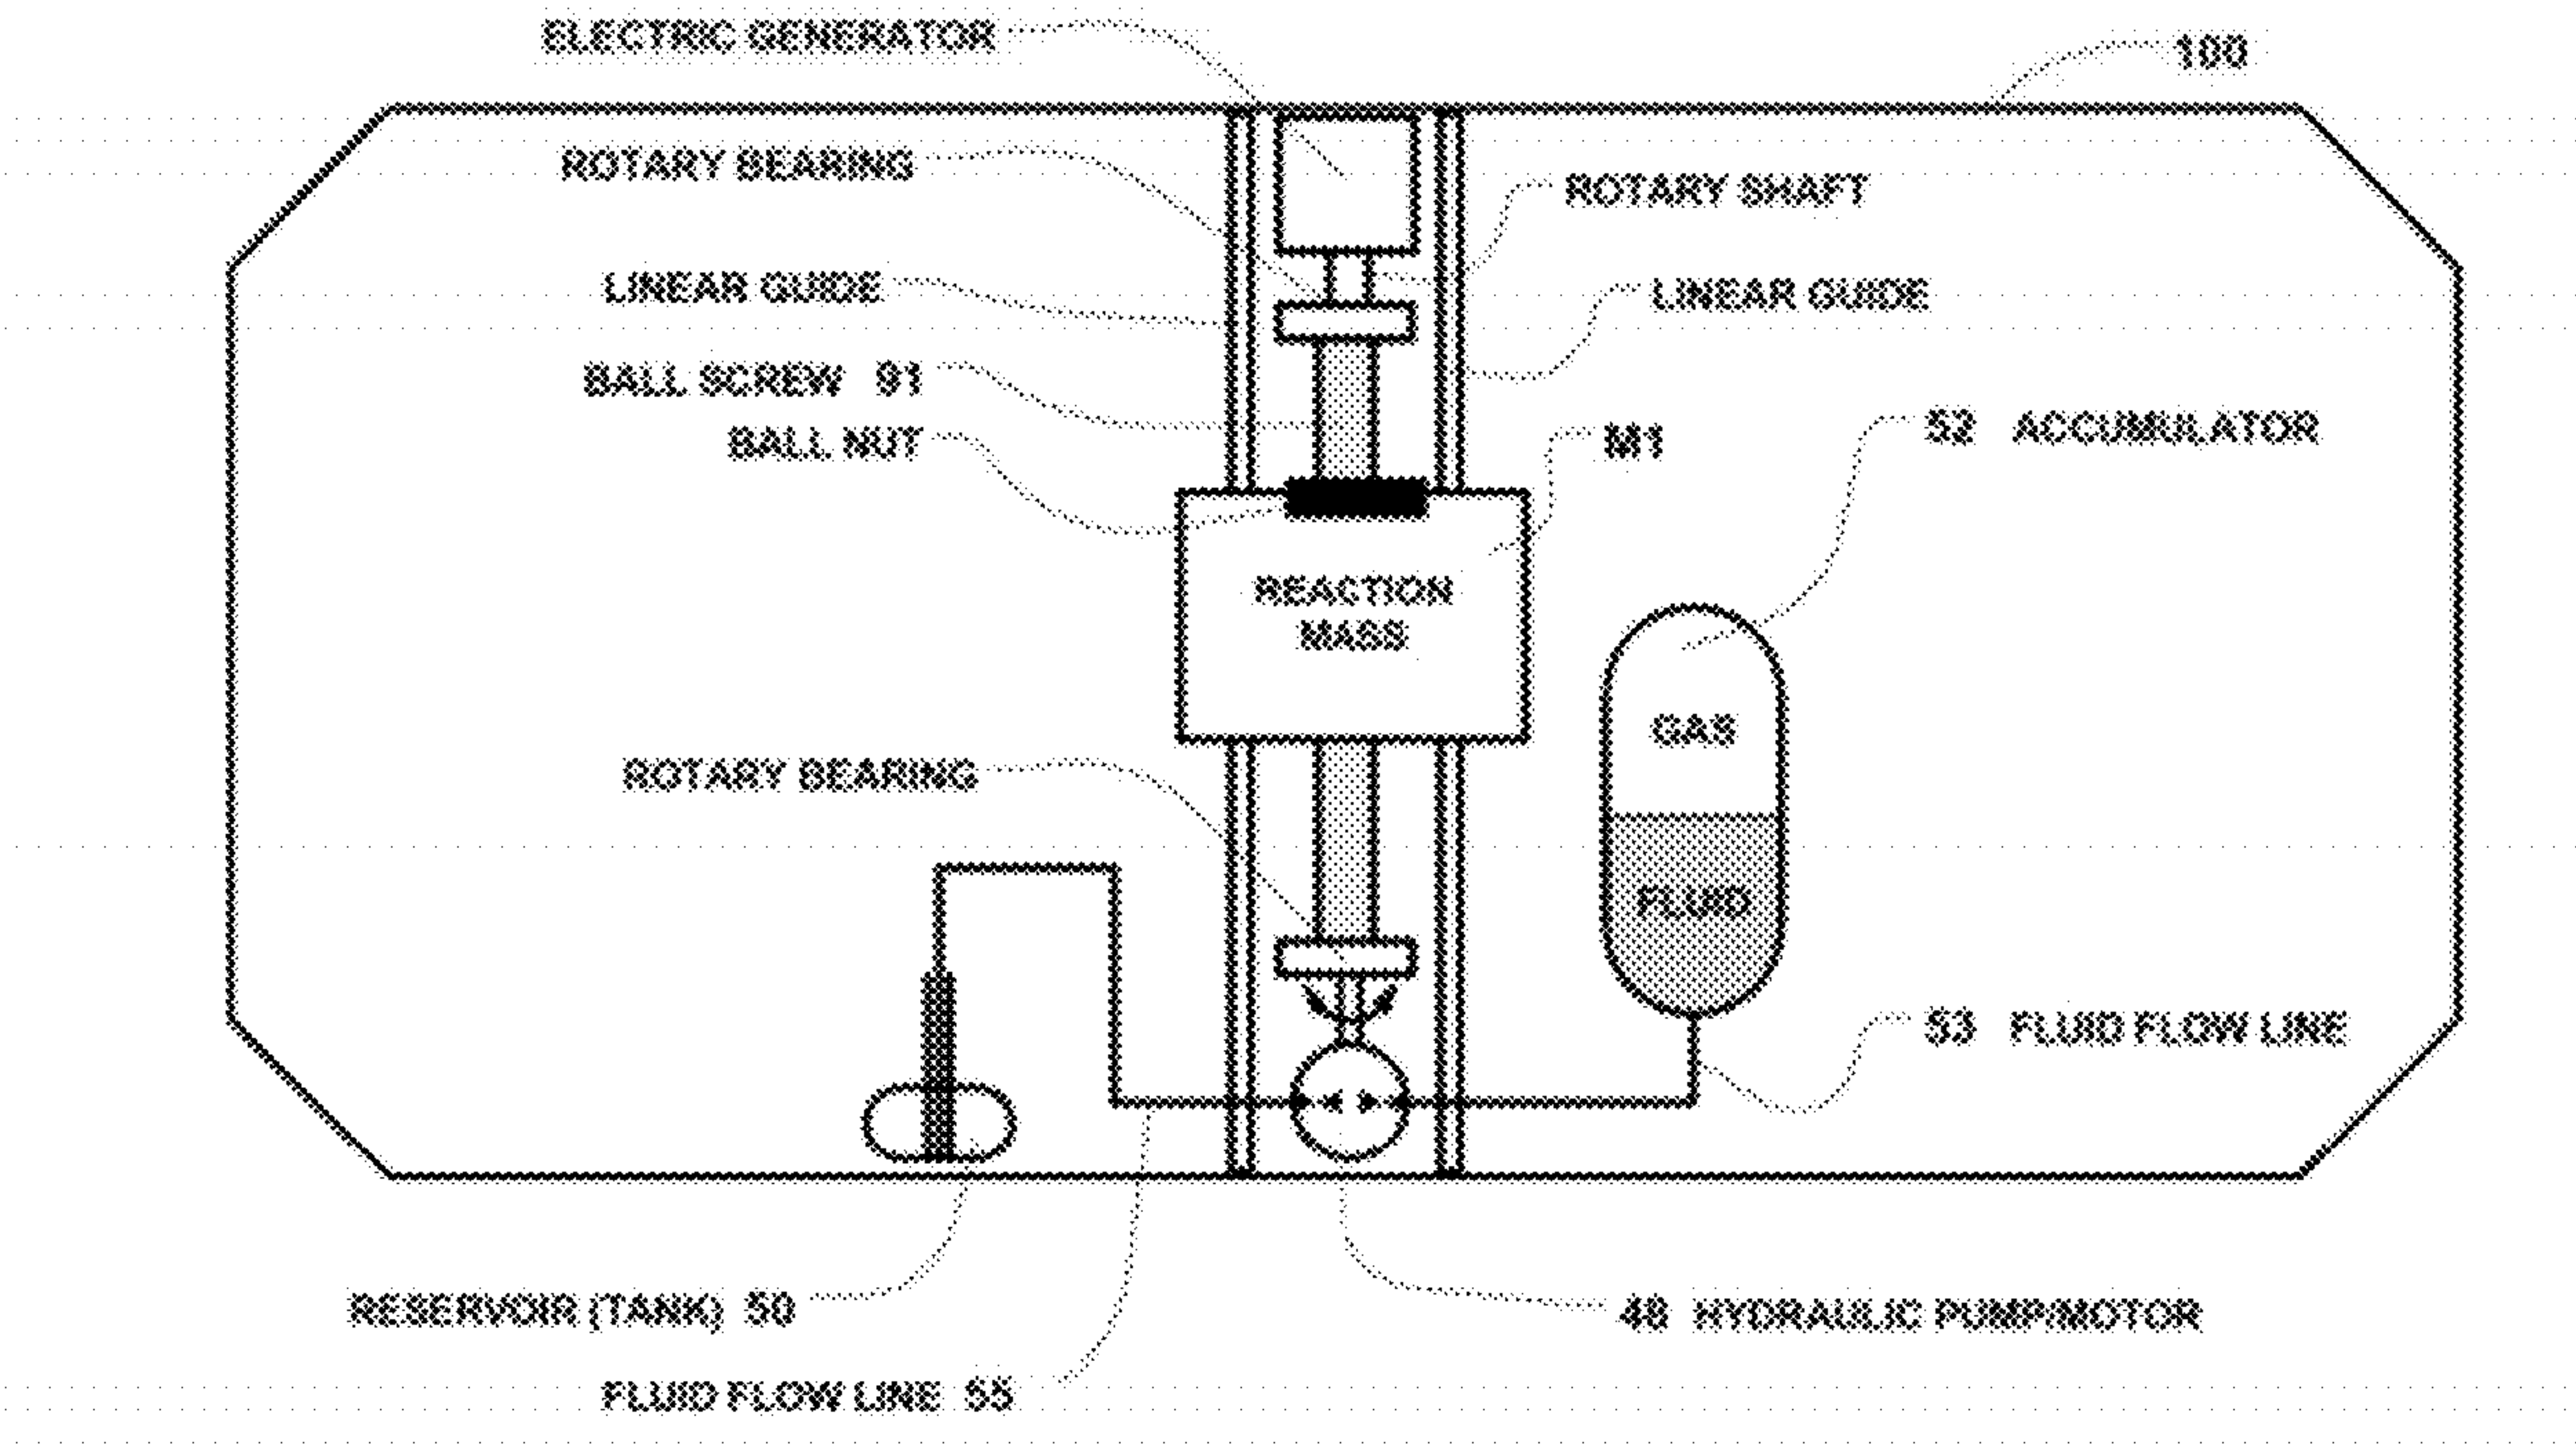 ELECTRIC GENERATOR
100
ROTARY BEARING
ROTARY SHAFT
LINEAR GUIDE
LINEAR GUIDE
BALL SCREW 91
BALL NUT
M1
52 ACCUMULATOR
REACTION
MASS
GAS
ROTARY BEARING
FLUID
53 FLUID FLOW LINE
RESERVOIR (TANK) 50
48 HYDRAULIC PUMP/MOTOR
FLUID FLOW LINE 55